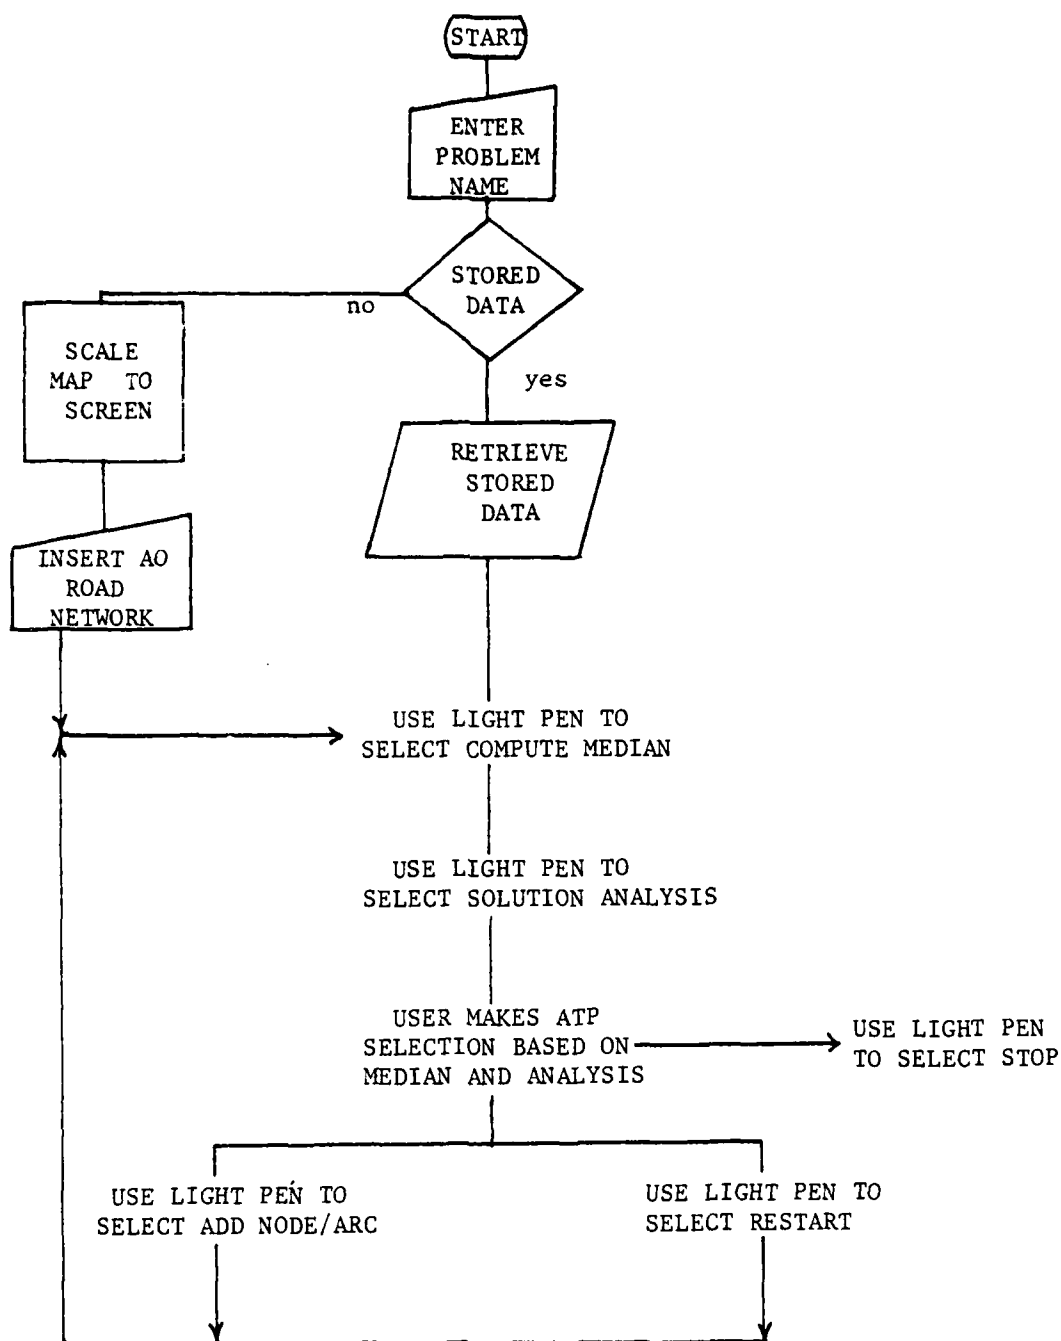 START
ENTER
PROBLEM
NAME
STORED
DATA
no
yes
SCALE
MAP TO
SCREEN
RETRIEVE
STORED
DATA
INSERT AO
ROAD
NETWORK
USE LIGHT PEN TO
SELECT COMPUTE MEDIAN
USE LIGHT PEN TO
SELECT SOLUTION ANALYSIS
USER MAKES ATP
SELECTION BASED ON
MEDIAN AND ANALYSIS
USE LIGHT PEN
TO SELECT STOP
USE LIGHT PEN TO
SELECT ADD NODE/ARC
USE LIGHT PEN TO
SELECT RESTART